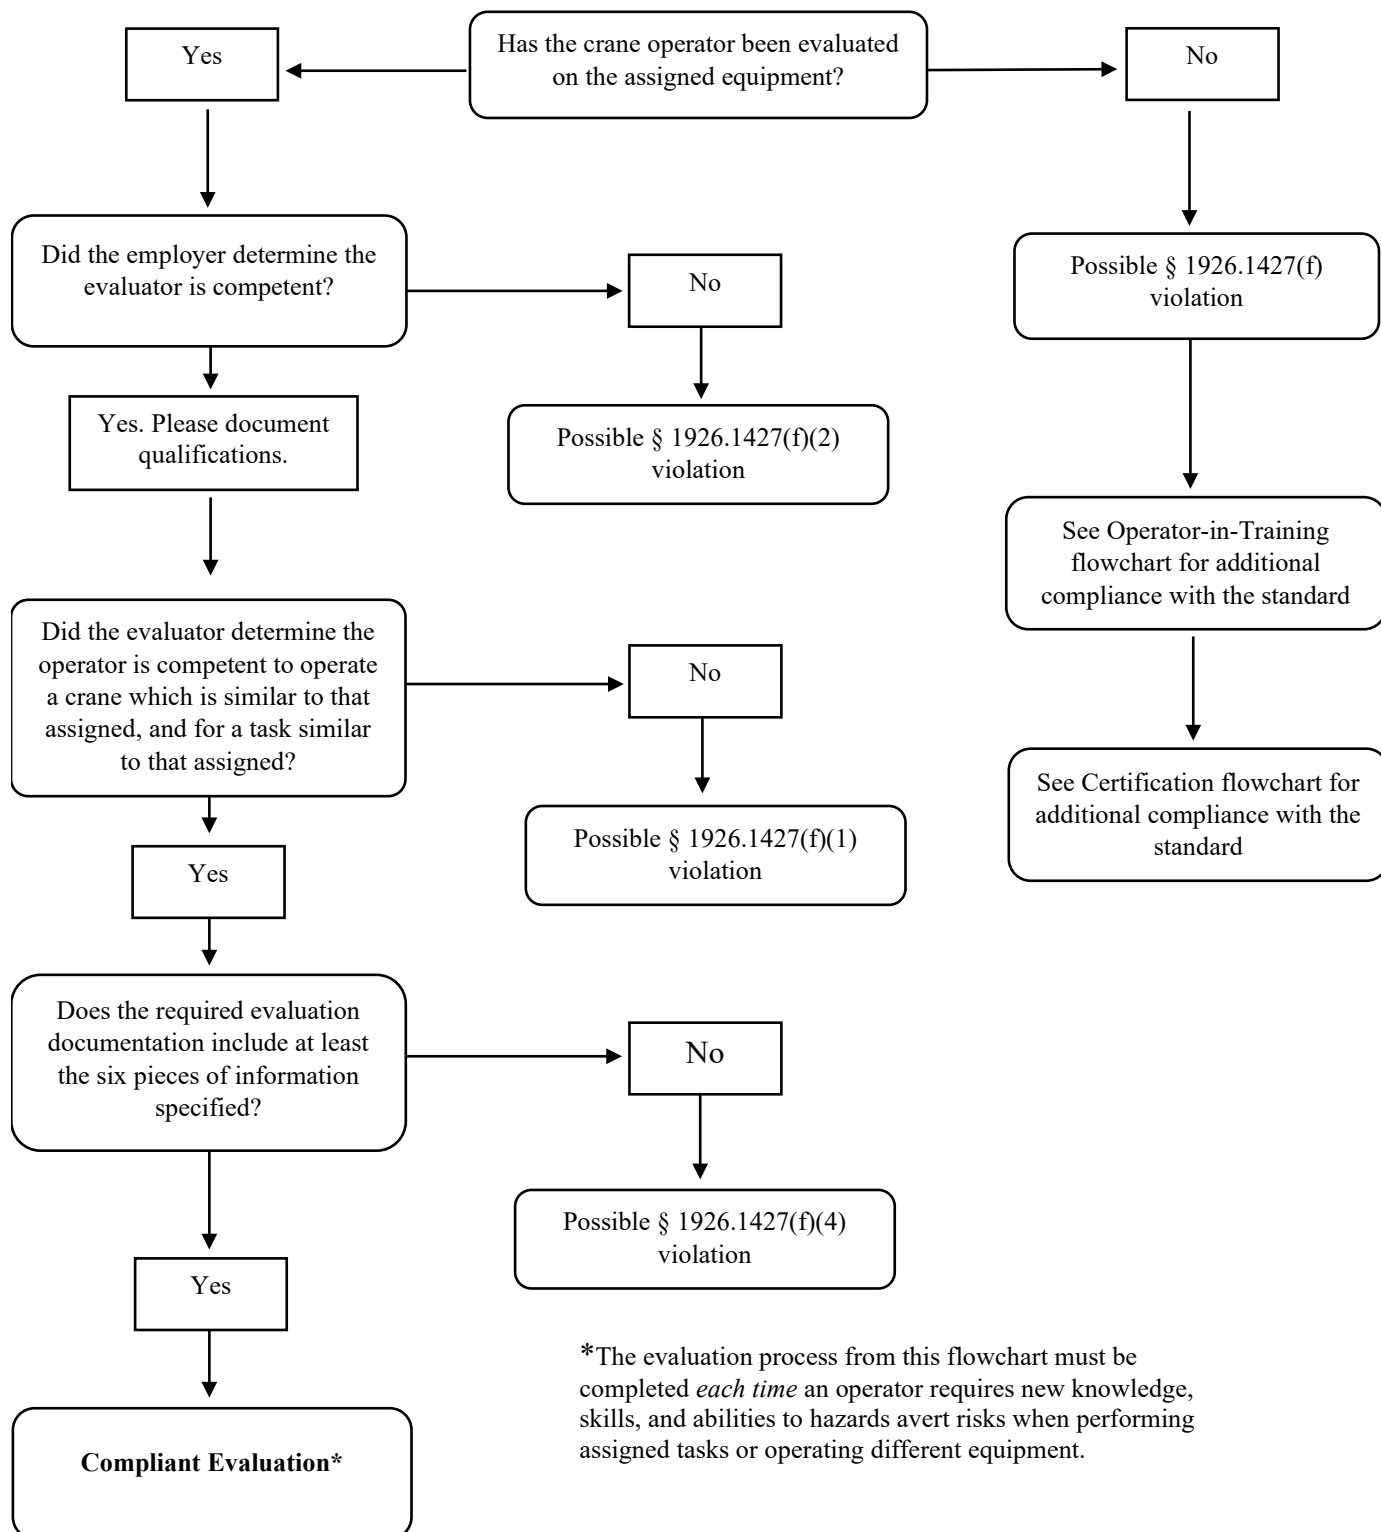 Has the crane operator been evaluated
on the assigned equipment?
Yes
No
Did the employer determine the
evaluator is competent?
No
Possible § 1926.1427(f)
violation
Yes. Please document
qualifications.
Possible § 1926.1427(f)(2)
violation
See Operator-in-Training
flowchart for additional
compliance with the standard
Did the evaluator determine the
operator is competent to operate
a crane which is similar to that
assigned, and for a task similar
to that assigned?
No
See Certification flowchart for
additional compliance with the
standard
Possible § 1926.1427(f)(1)
violation
Yes
Does the required evaluation
documentation include at least
the six pieces of information
specified?
No
Possible § 1926.1427(f)(4)
violation
Yes
*The evaluation process from this flowchart must be
completed each time an operator requires new knowledge,
skills, and abilities to hazards avert risks when performing
assigned tasks or operating different equipment.
Compliant Evaluation*